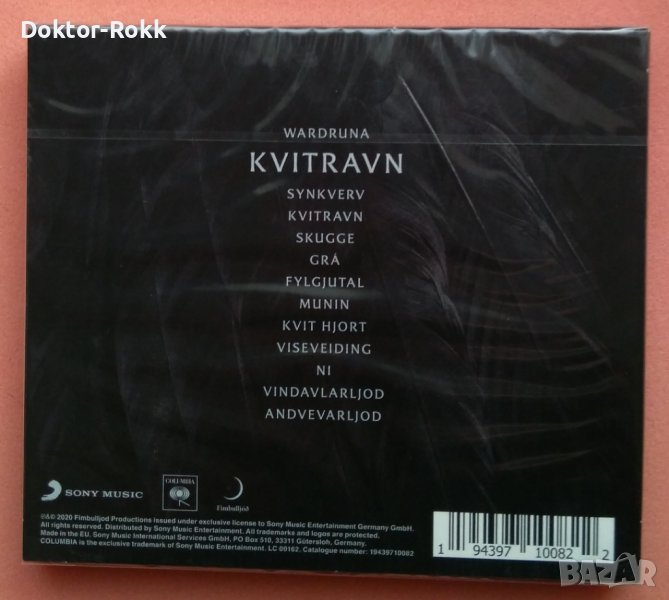 Doktor-Rokk
WARDRUNA
KVITRAVN
SYNKVERV
KVITRAVN
SKUGGE
GRÁ
FYLGJUTAL
MUNIN
KVIT HJORT
VISEVEIDING
NI
VINDAVLARLJOD
ANDVEVARLJOD
SONY MUSIC
COLUMBIA
Fimbulljóð
℗&© 2020 Fimbulljod Productions issued under exclusive license to Sony Music Entertainment Germany GmbH.
All rights reserved. Distributed by Sony Music Entertainment. All trademarks and logos are protected.
Made in the EU. Sony Music International Services GmbH, PO Box 510, 33311 Gütersloh, Germany.
COLUMBIA is the exclusive trademark of Sony Music Entertainment. LC 09162. Catalogue number: 19439710082
1 94397 10082 2
BAZAR